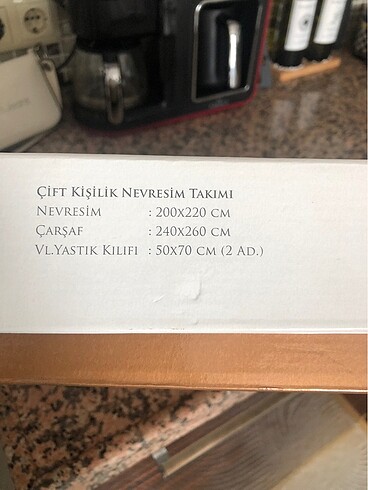 Çift Kişilik Nevresim Takımı
Nevresim : 200x220 cm
Çarşaf : 240x260 cm
Vl.Yastık Kılıfı : 50x70 cm (2 Ad.)